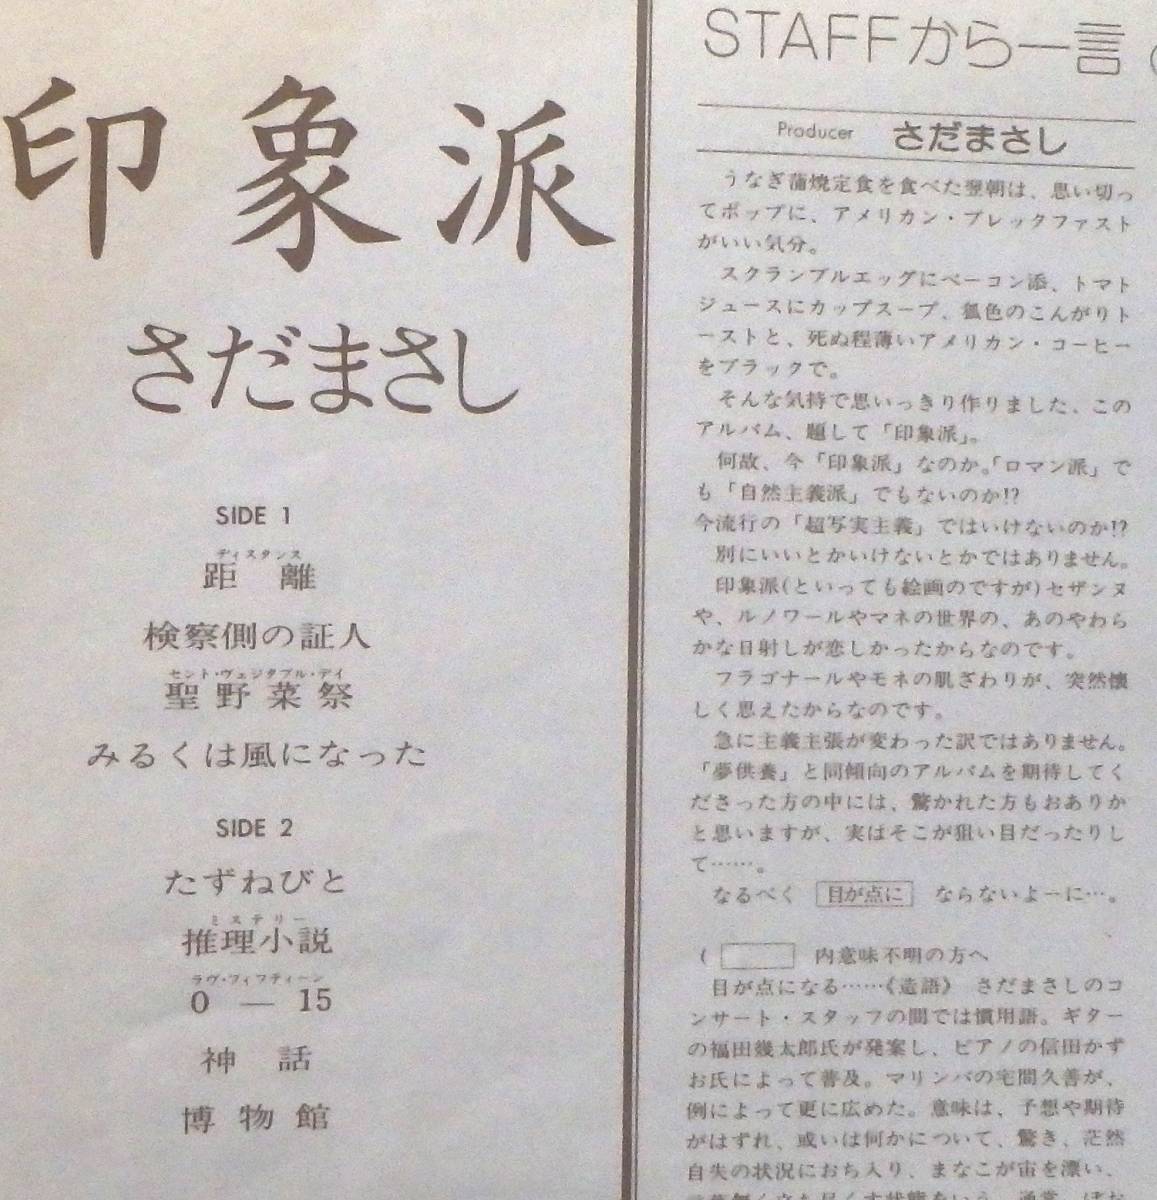 印象派
さだまさし
SIDE 1
ディスタンス
距離
検察側の証人
セント・ヴェジタブル・デイ
聖野菜祭
みるくは風になった
SIDE 2
たずねびと
ミステリー
推理小説
ラヴ・フィフティーン
0 — 15
神話
博物館
STAFFから一言
Producer さだまさし
うなぎ蒲焼定食を食べた翌朝は、思い切っ
てポップに、アメリカン・ブレックファスト
がいい気分。
スクランブルエッグにベーコン添、トマト
ジュースにカップスープ、狐色のこんがりト
ーストと、死ぬ程薄いアメリカン・コーヒー
をブラックで。
そんな気持で思いっきり作りました、この
アルバム、題して「印象派」。
何故、今「印象派」なのか。「ロマン派」で
も「自然主義派」でもないのか!?
今流行の「超写実主義」ではいけないのか!?
別にいいとかいけないとかではありません。
印象派(といっても絵画のですが)セザンヌ
や、ルノワールやマネの世界の、あのやわら
かな日射しが恋しかったからなのです。
フラゴナールやモネの肌ざわりが、突然懐
しく思えたからなのです。
急に主義主張が変わった訳ではありません。
「夢供養」と同傾向のアルバムを期待してく
ださった方の中には、驚かれた方もおありか
と思いますが、実はそこが狙い目だったりし
て……。
なるべく 目が点に ならないよーに…。
( 内意味不明の方へ
目が点になる……《造語》 さだまさしのコ
ンサート・スタッフの間では慣用語。ギター
の福田幾太郎氏が発案し、ピアノの信田かず
お氏によって普及。マリンバの宅間久善が、
例によって更に広めた。意味は、予想や期待
がはずれ、或いは何かについて、驚き、茫然
自失の状況におち入り、まなこが宙を漂い、